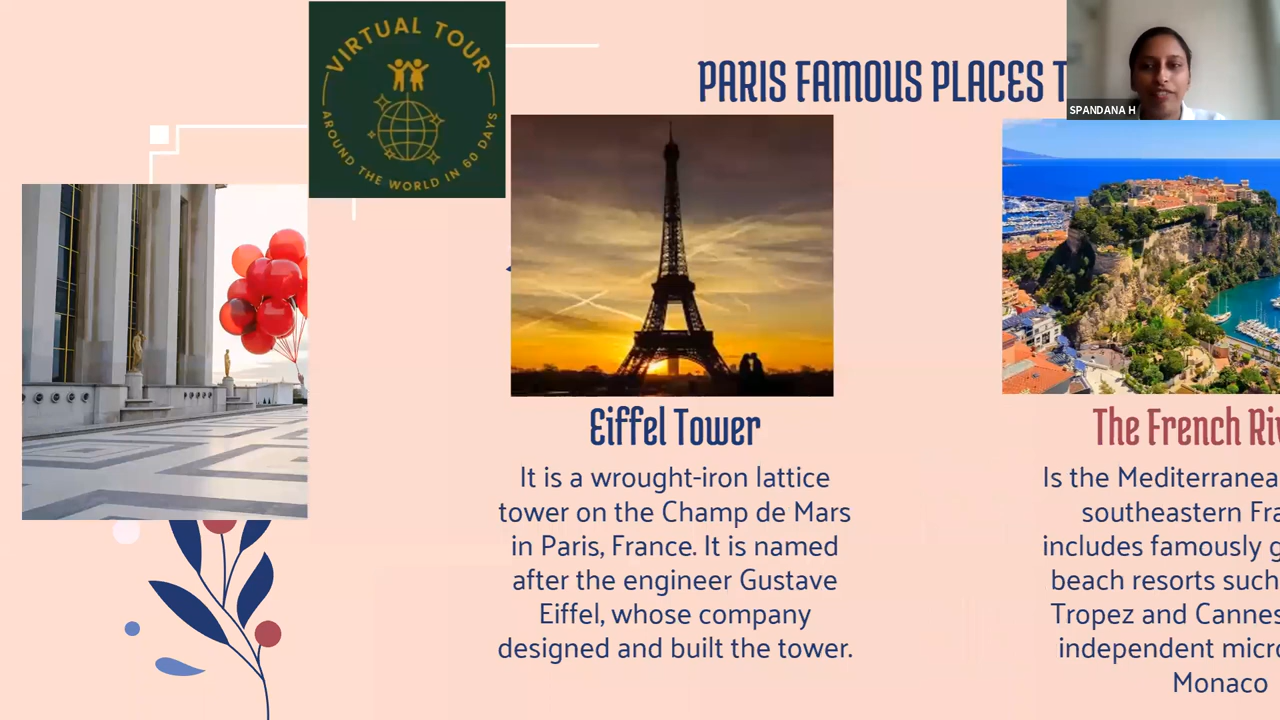 VIRTUAL TOUR
AROUND THE WORLD IN 60 DAYS
PARIS FAMOUS PLACES T
SPANDANA H
Eiffel Tower
It is a wrought-iron lattice
tower on the Champ de Mars
in Paris, France. It is named
after the engineer Gustave
Eiffel, whose company
designed and built the tower.
The French Riv
Is the Mediterranea
southeastern Fra
includes famously g
beach resorts such
Tropez and Cannes
independent micro
Monaco